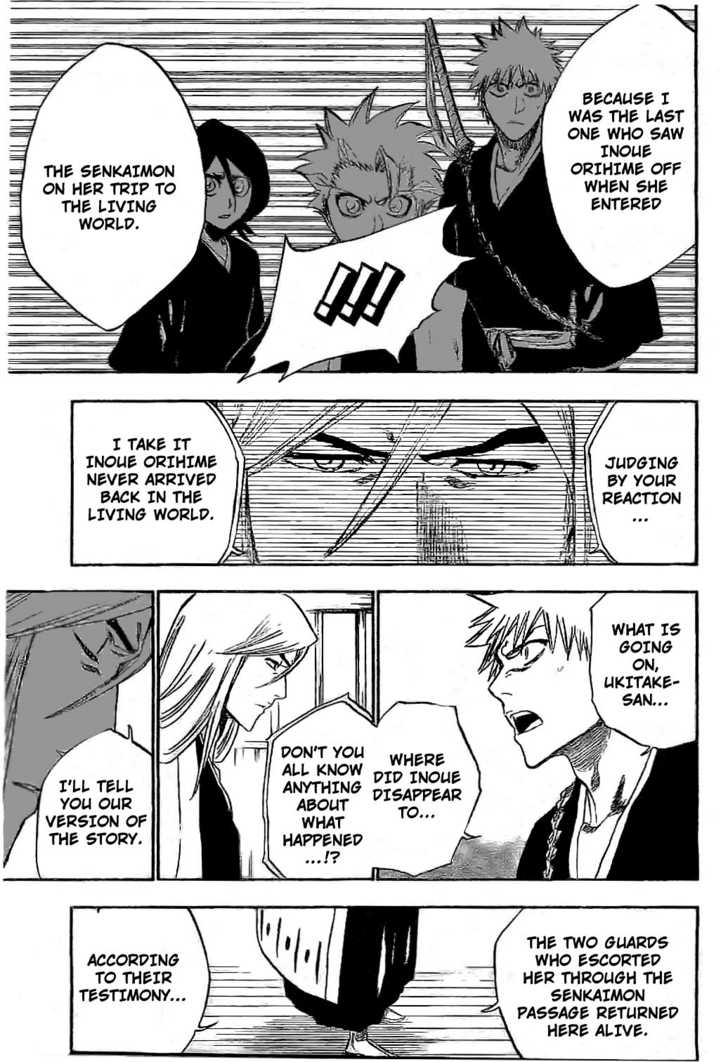 BECAUSE I
WAS THE LAST
ONE WHO SAW
INOUE
ORIHIME OFF
WHEN SHE
ENTERED
THE SENKAIMON
ON HER TRIP TO
THE LIVING
WORLD.
!!!!
JUDGING
BY YOUR
REACTION
...
I TAKE IT
INOUE ORIHIME
NEVER ARRIVED
BACK IN THE
LIVING WORLD.
WHAT IS
GOING
ON,
UKITAKE-
SAN...
WHERE
DID INOUE
DISAPPEAR
TO...
DON'T YOU
ALL KNOW
ANYTHING
ABOUT
WHAT
HAPPENED
...!?
I'LL TELL
YOU OUR
VERSION OF
THE STORY.
THE TWO GUARDS
WHO ESCORTED
HER THROUGH THE
SENKAIMON
PASSAGE RETURNED
HERE ALIVE.
ACCORDING
TO THEIR
TESTIMONY...